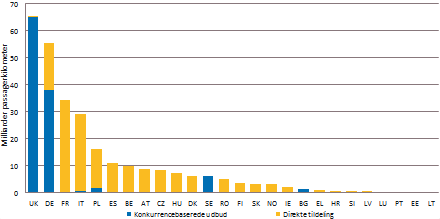 Milliarder passagerkilometer
70
60
50
40
30
20
10
0
UK DE FR IT PL ES BE AT CZ HU DK SE RO FI SK NO IE BG EL HR SI LV LU PT EE LT
Konkurrencebaserede udbud Direkte tildeling